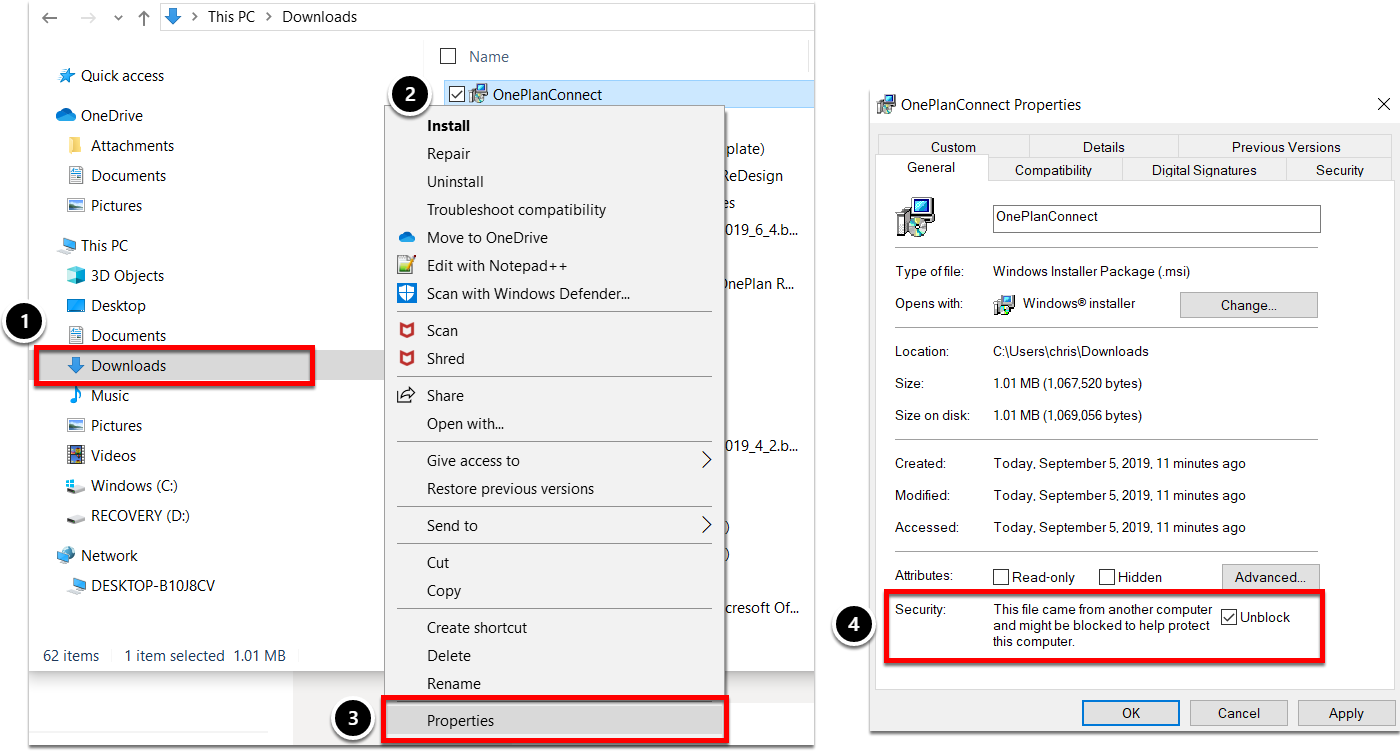 This PC > Downloads
Name
Quick access
OneDrive
Attachments
Documents
Pictures
This PC
3D Objects
Desktop
1
Documents
Downloads
Music
Pictures
Videos
Windows (C:)
RECOVERY (D:)
Network
DESKTOP-B10J8CV
62 items 1 item selected 1.01 MB
2
OnePlanConnect
plate)
ReDesign
es
019_6_4.b...
OnePlan R...
019_4_2.b...
)
)
cresoft Of...
Install
Repair
Uninstall
Troubleshoot compatibility
Move to OneDrive
Edit with Notepad++
Scan with Windows Defender...
Scan
Shred
Share
Open with...
Give access to
Restore previous versions
Send to
Cut
Copy
Create shortcut
Delete
Rename
3
Properties
OnePlanConnect Properties
Custom Details Previous Versions
General Compatibility Digital Signatures Security
OnePlanConnect
Type of file: Windows Installer Package (.msi)
Opens with: Windows® installer Change...
Location: C:\Users\chris\Downloads
Size: 1.01 MB (1,067,520 bytes)
Size on disk: 1.01 MB (1,069,056 bytes)
Created: Today, September 5, 2019, 11 minutes ago
Modified: Today, September 5, 2019, 11 minutes ago
Accessed: Today, September 5, 2019, 11 minutes ago
Attributes: Read-only Hidden Advanced...
4
Security: This file came from another computer
and might be blocked to help protect
this computer.
Unblock
OK Cancel Apply